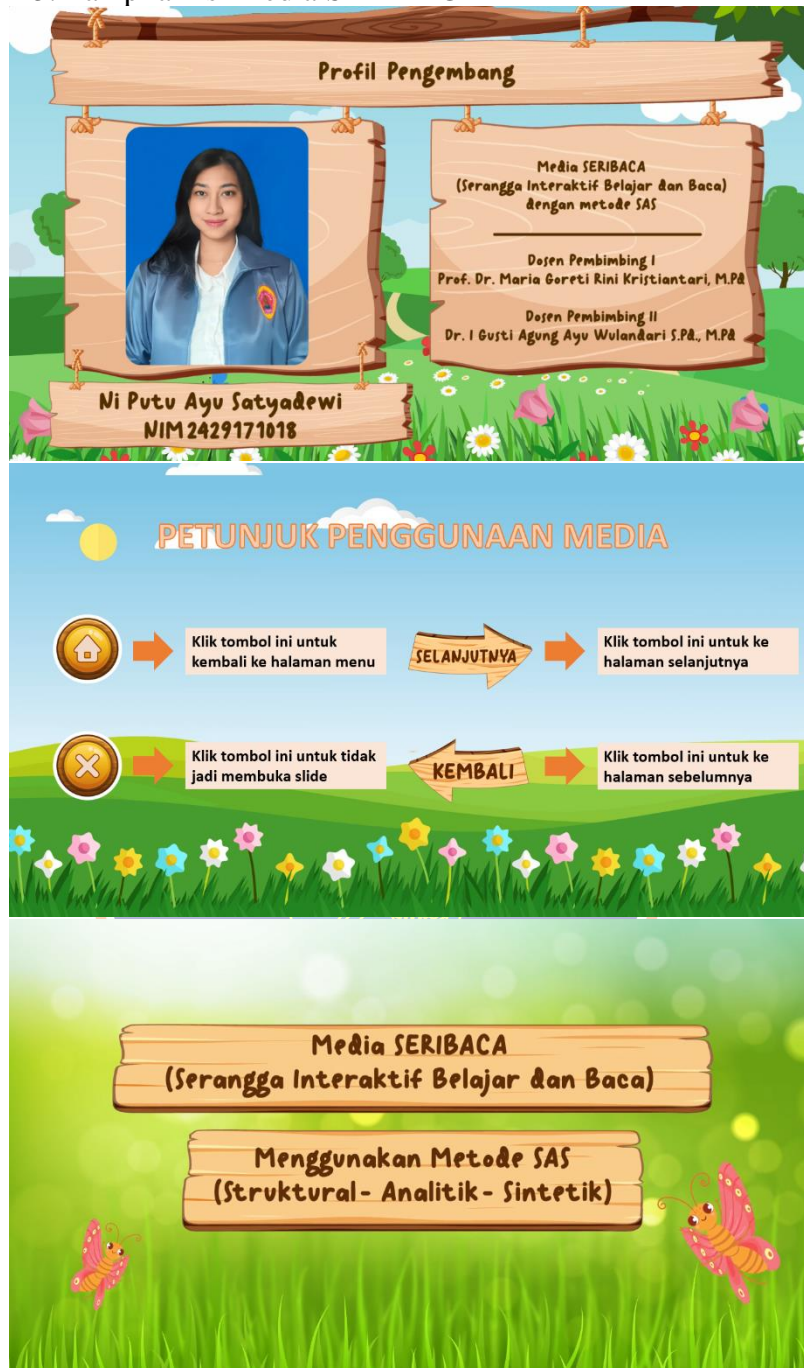 Profil Pengembang
Media SERIBACA
(Serangga Interaktif Belajar dan Baca)
dengan metode SAS
Dosen Pembimbing I
Prof. Dr. Maria Goreti Rini Kristiantari, M.Pd
Dosen Pembimbing II
Dr. I Gusti Agung Ayu Wulandari S.Pd., M.Pd
Ni Putu Ayu Satyadewi
NIM 2429171018
PETUNJUK PENGGUNAAN MEDIA
Klik tombol ini untuk
kembali ke halaman menu
SELANJUTNYA
Klik tombol ini untuk ke
halaman selanjutnya
Klik tombol ini untuk tidak
jadi membuka slide
KEMBALI
Klik tombol ini untuk ke
halaman sebelumnya
Media SERIBACA
(Serangga Interaktif Belajar dan Baca)
Menggunakan Metode SAS
(Struktural- Analitik- Sintetik)